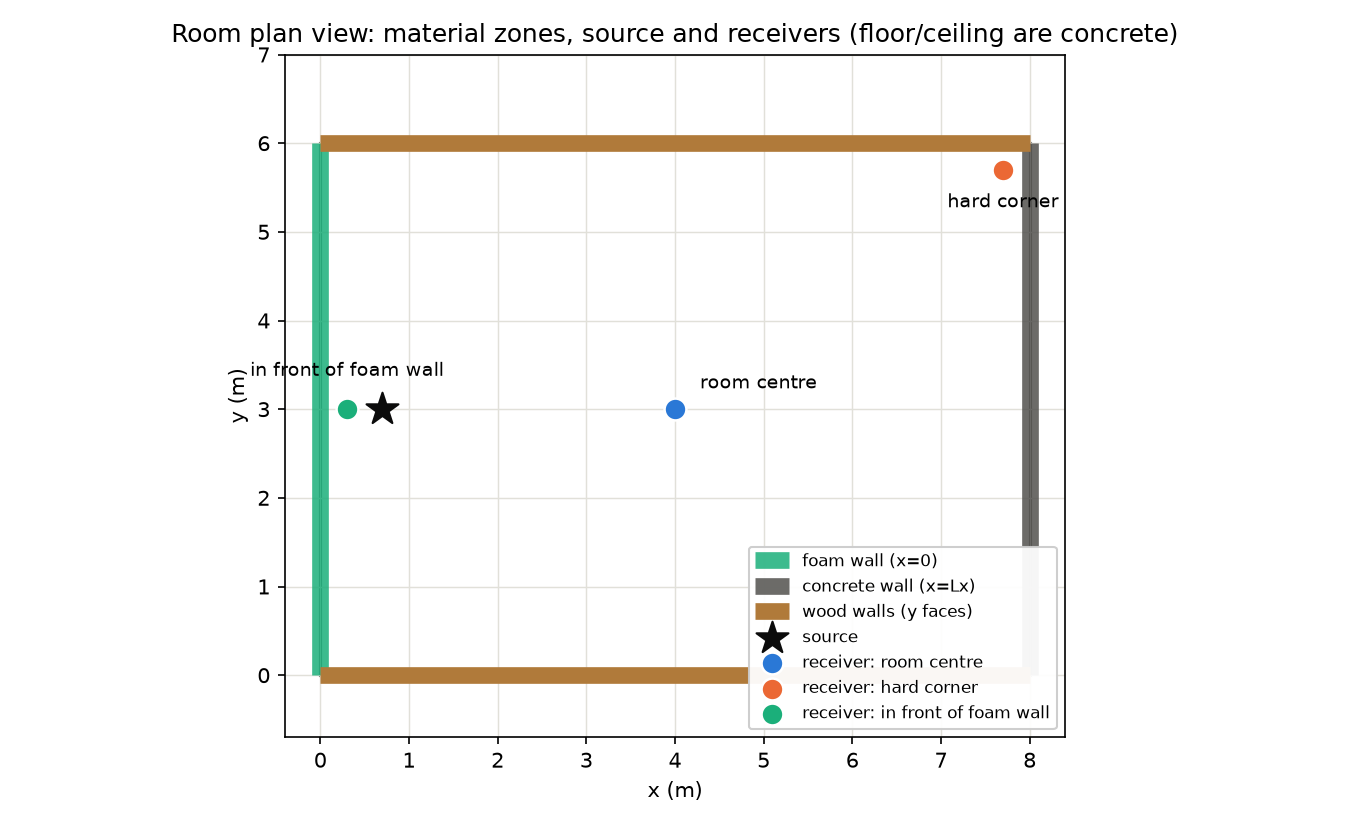 Room plan view: material zones, source and receivers (floor/ceiling are concrete)
7
6
hard corner
5
4
in front of foam wall
room centre
y (m)
3
2
1
0
foam wall (x=0)
concrete wall (x=Lx)
wood walls (y faces)
source
receiver: room centre
receiver: hard corner
receiver: in front of foam wall
0 1 2 3 4 5 6 7 8
x (m)